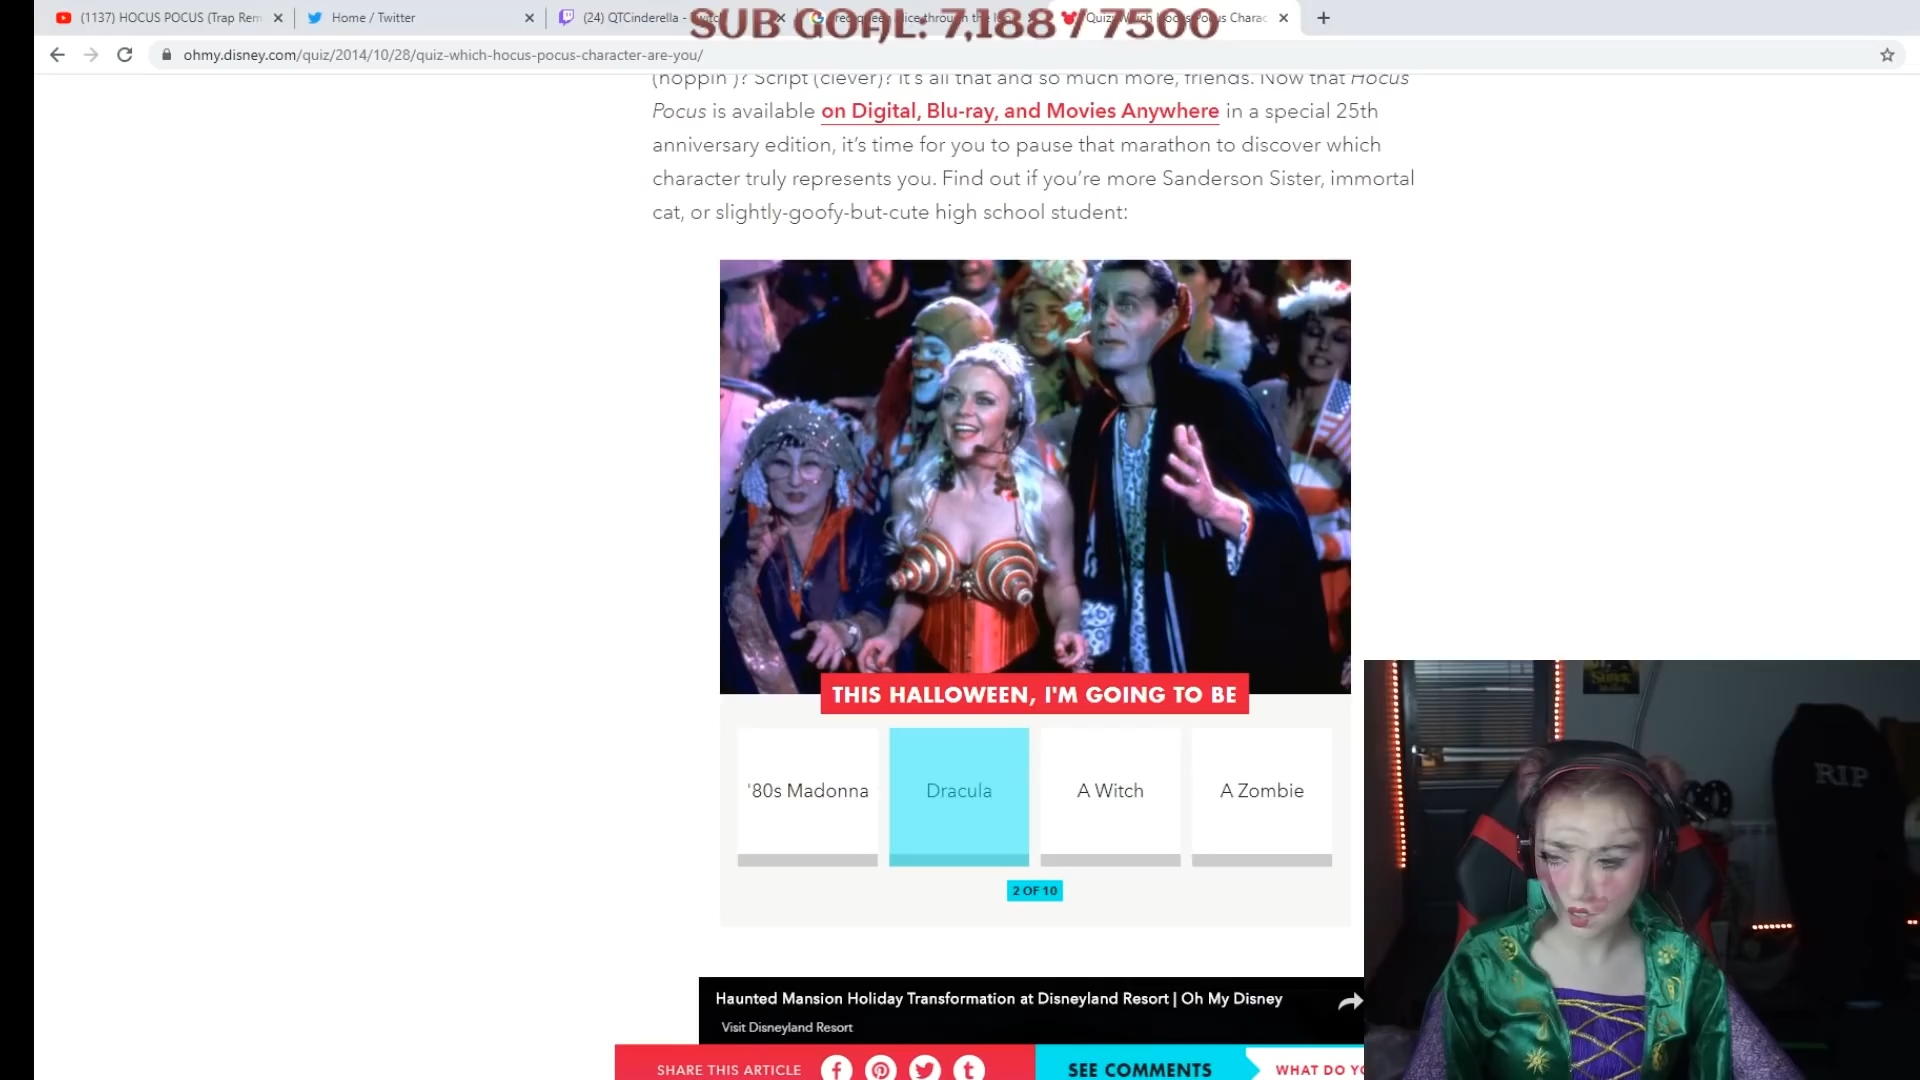 SUB GOAL: 7,188 / 7500
(1137) HOCUS POCUS (Trap Rem
Home / Twitter
(24) QTCinderella - Twitch
Quiz: Which Hocus Pocus Charac
ohmy.disney.com/quiz/2014/10/28/quiz-which-hocus-pocus-character-are-you/
(hoppin')? Script (clever)? It's all that and so much more, friends. Now that Hocus
Pocus is available on Digital, Blu-ray, and Movies Anywhere in a special 25th
anniversary edition, it's time for you to pause that marathon to discover which
character truly represents you. Find out if you're more Sanderson Sister, immortal
cat, or slightly-goofy-but-cute high school student:
THIS HALLOWEEN, I'M GOING TO BE
'80s Madonna
Dracula
A Witch
A Zombie
2 OF 10
RIP
Haunted Mansion Holiday Transformation at Disneyland Resort | Oh My Disney
Visit Disneyland Resort
SHARE THIS ARTICLE
SEE COMMENTS
WHAT DO YO